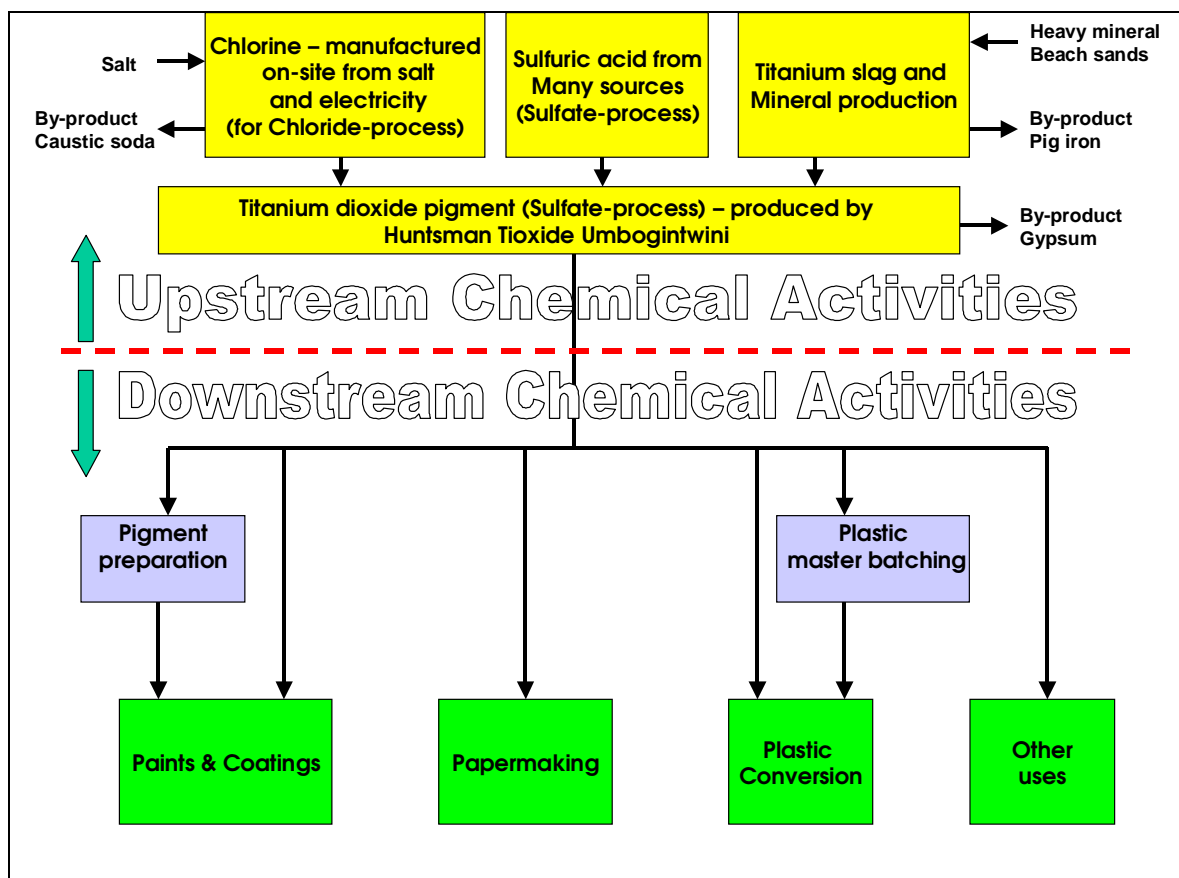 Salt
By-product
Caustic soda
Chlorine – manufactured
on-site from salt
and electricity
(for Chloride-process)
Sulfuric acid from
Many sources
(Sulfate-process)
Titanium slag and
Mineral production
Heavy mineral
Beach sands
By-product
Pig iron
Titanium dioxide pigment (Sulfate-process) – produced by
Huntsman Tioxide Umbogintwini
By-product
Gypsum
Upstream Chemical Activities
Downstream Chemical Activities
Pigment
preparation
Plastic
master batching
Paints & Coatings
Papermaking
Plastic
Conversion
Other
uses